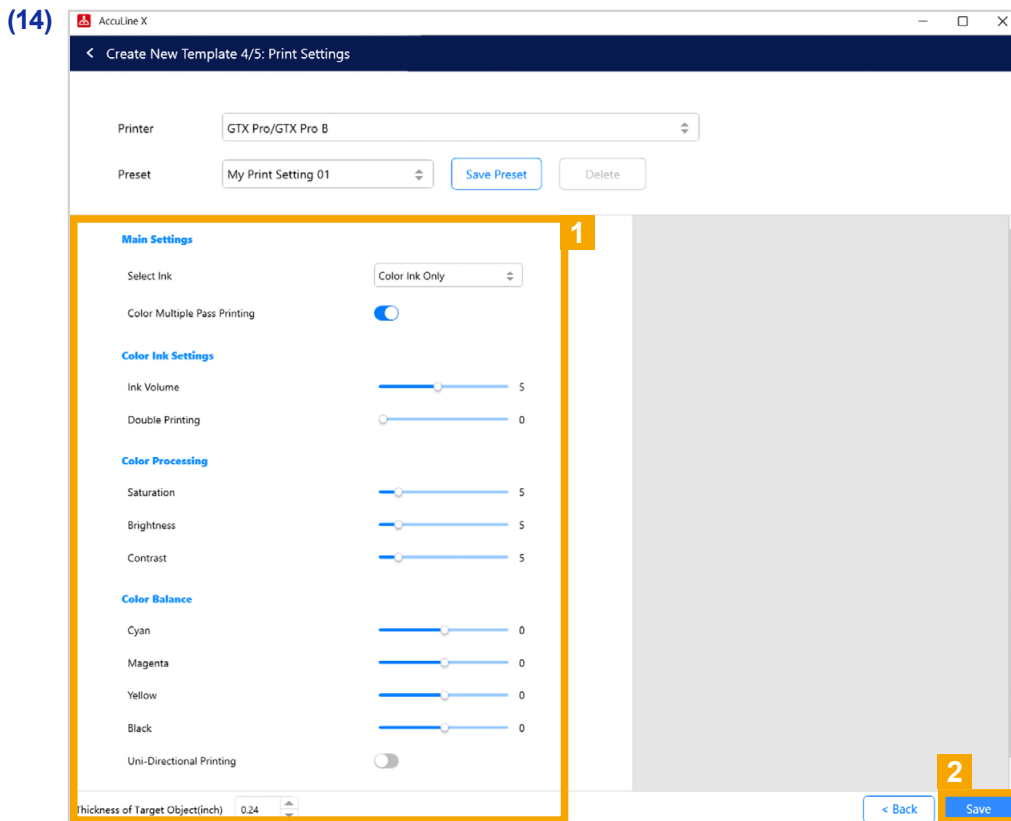 (14)
AccuLine X
< Create New Template 4/5: Print Settings
Printer GTX Pro/GTX Pro B
Preset My Print Setting 01 Save Preset Delete
1
Main Settings
Select Ink Color Ink Only
Color Multiple Pass Printing
Color Ink Settings
Ink Volume 5
Double Printing 0
Color Processing
Saturation 5
Brightness 5
Contrast 5
Color Balance
Cyan 0
Magenta 0
Yellow 0
Black 0
Uni-Directional Printing
2
Thickness of Target Object(inch) 0.24 < Back Save